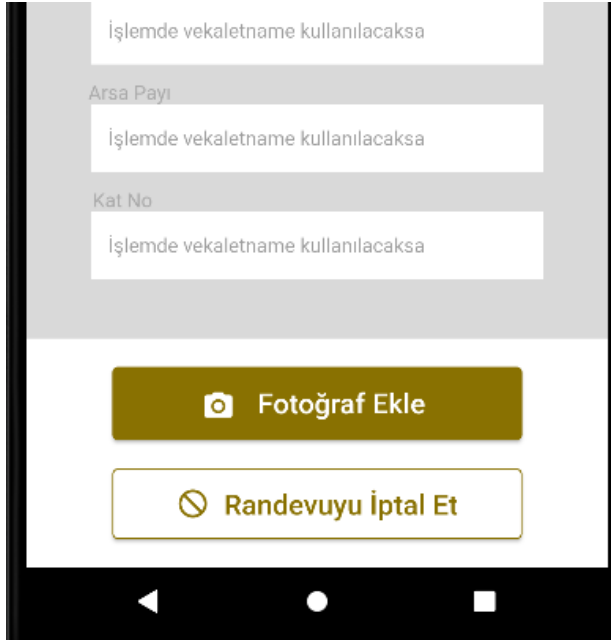 İşlemde vekaletname kullanılacaksa
Arsa Payı
İşlemde vekaletname kullanılacaksa
Kat No
İşlemde vekaletname kullanılacaksa
Fotoğraf Ekle
Randevuyu İptal Et